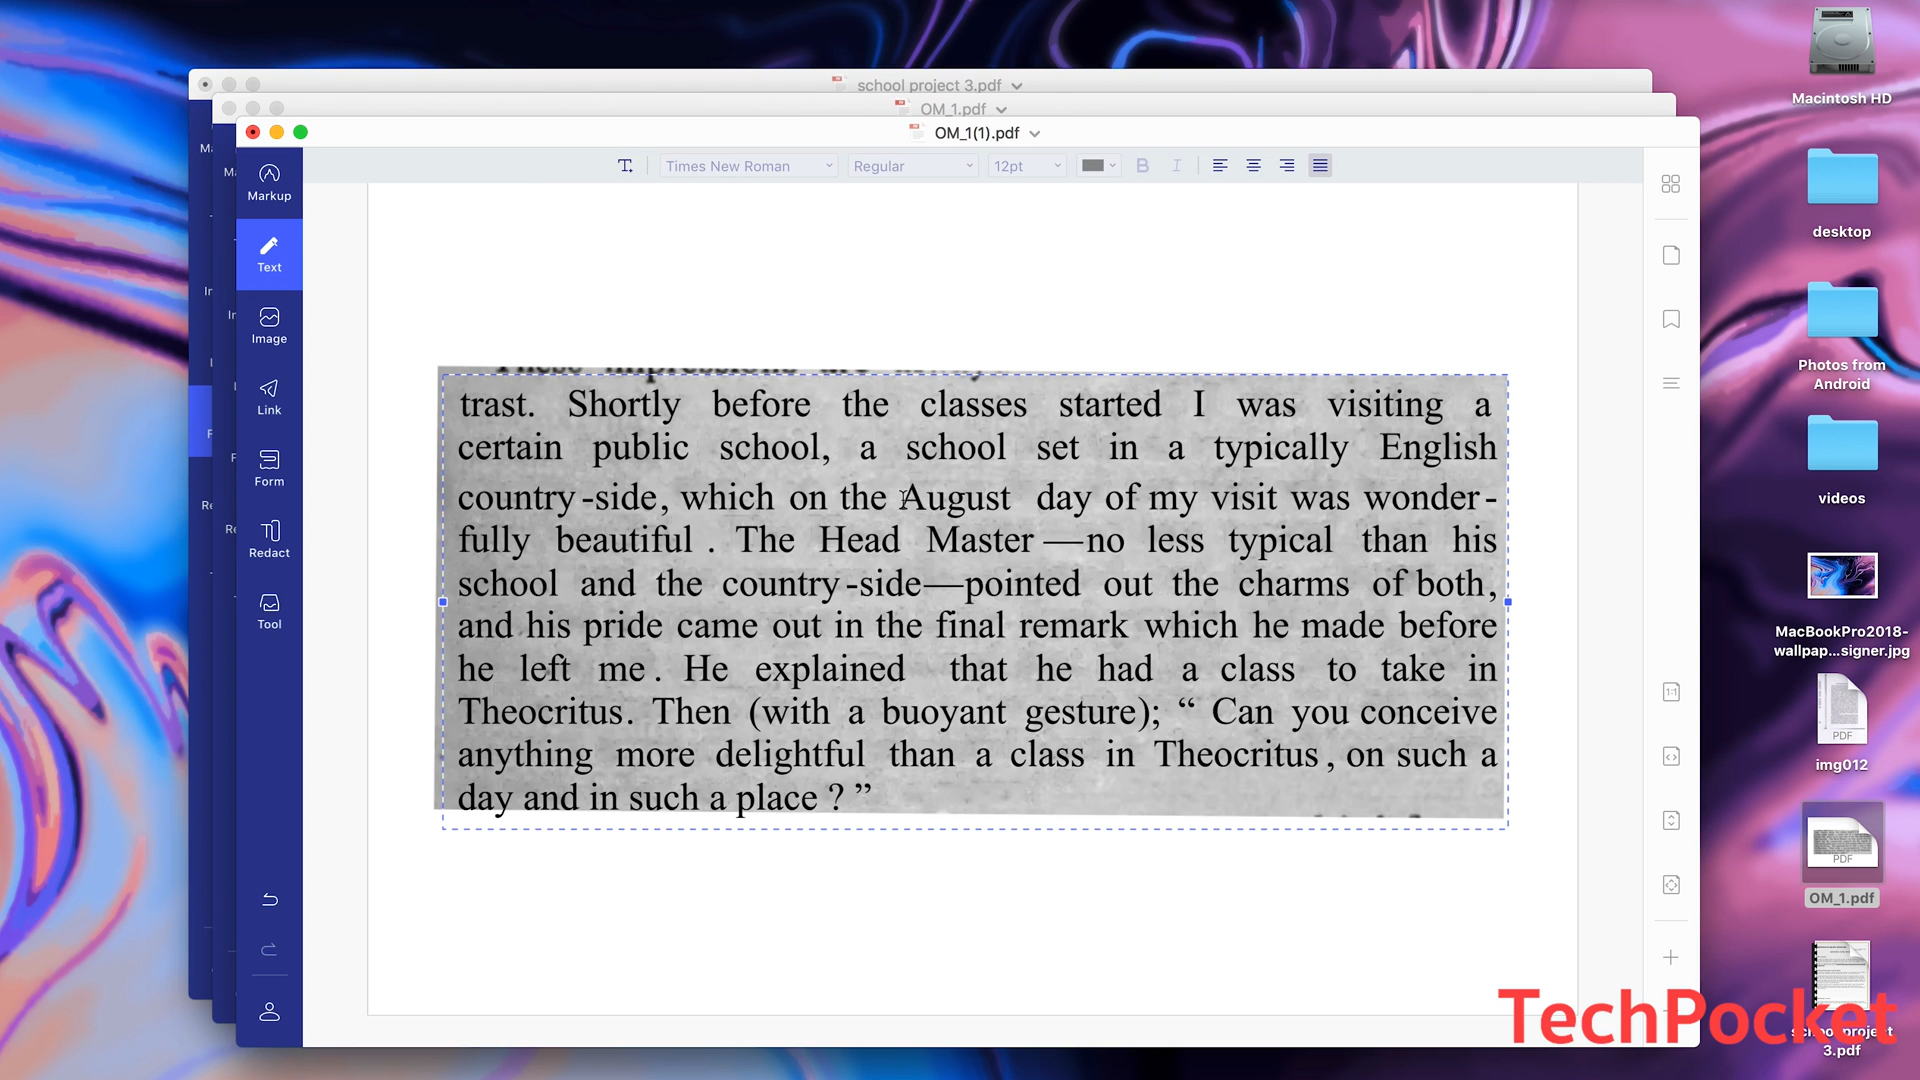 school project 3.pdf
OM_1.pdf
OM_1(1).pdf
Markup
Text
Image
Link
Form
Redact
Tool
Times New Roman
Regular
12pt
B
I
trast. Shortly before the classes started I was visiting a
certain public school, a school set in a typically English
country-side, which on the August day of my visit was wonder-
fully beautiful . The Head Master—no less typical than his
school and the country-side—pointed out the charms of both,
and his pride came out in the final remark which he made before
he left me. He explained that he had a class to take in
Theocritus. Then (with a buoyant gesture); “ Can you conceive
anything more delightful than a class in Theocritus, on such a
day and in such a place ? ”
Macintosh HD
desktop
Photos from
Android
videos
MacBookPro2018-
wallpap...signer.jpg
PDF
img012
PDF
OM_1.pdf
school project
3.pdf
TechPocket